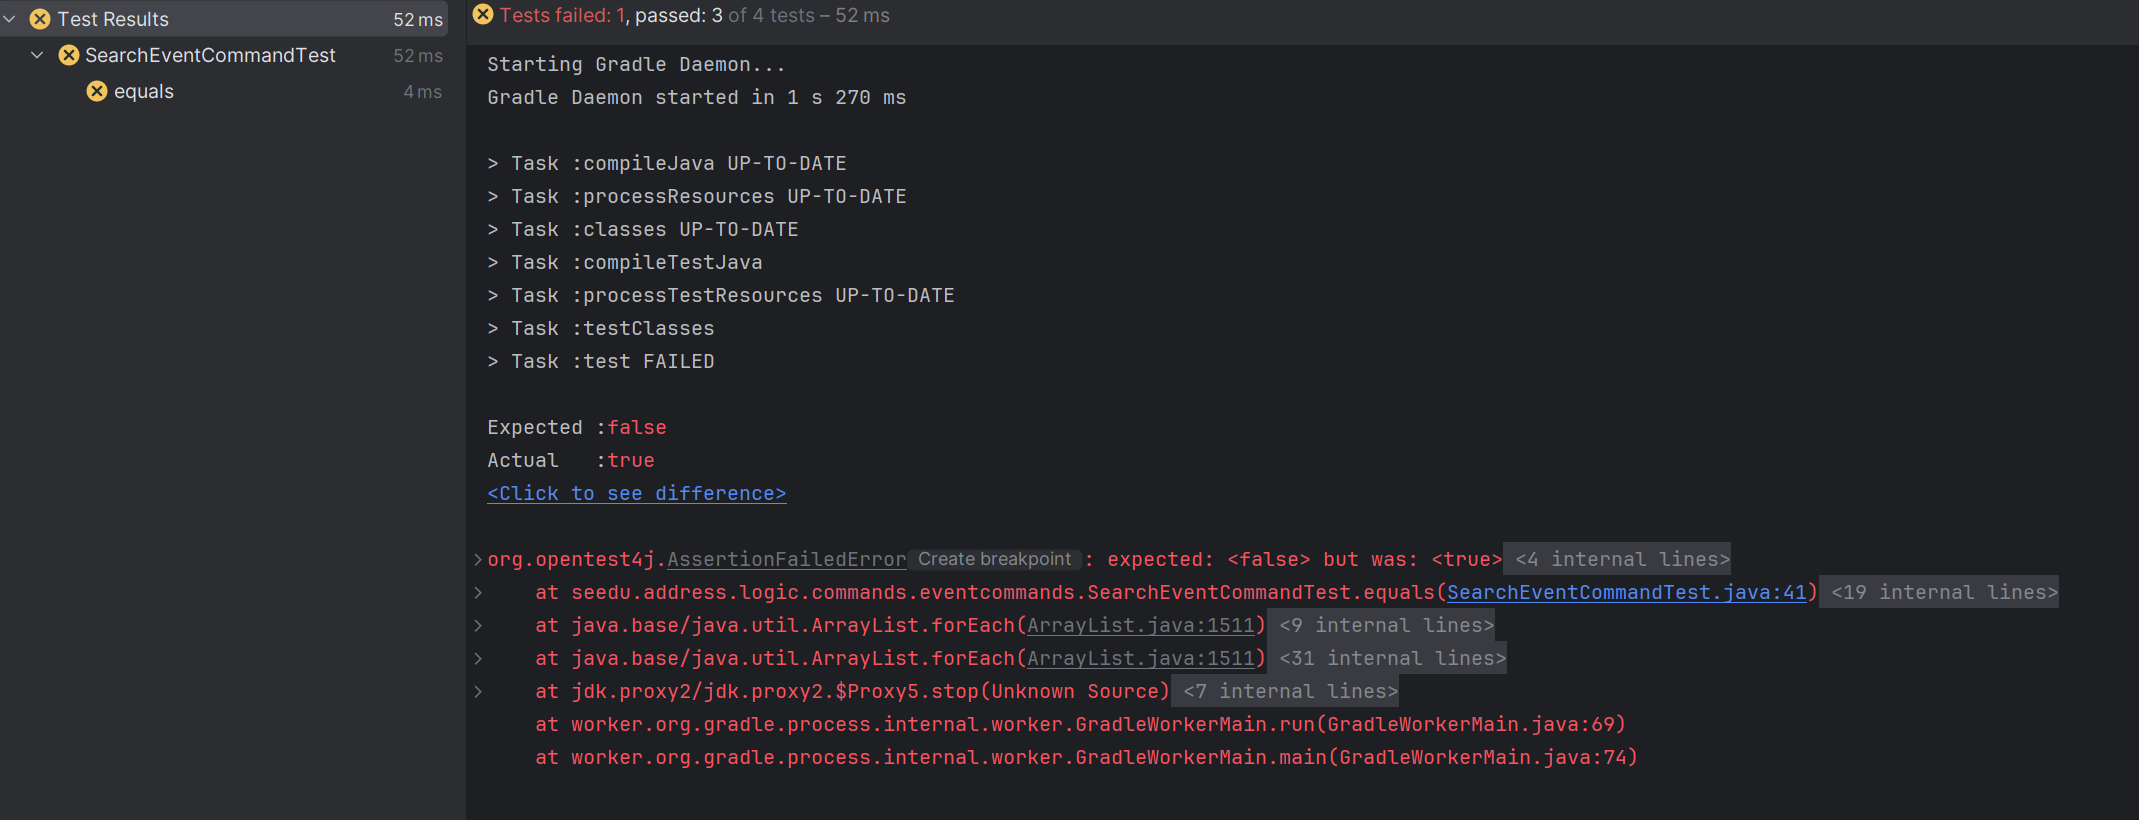 Test Results 52 ms
SearchEventCommandTest 52 ms
equals 4 ms
Tests failed: 1, passed: 3 of 4 tests – 52 ms
Starting Gradle Daemon...
Gradle Daemon started in 1 s 270 ms
> Task :compileJava UP-TO-DATE
> Task :processResources UP-TO-DATE
> Task :classes UP-TO-DATE
> Task :compileTestJava
> Task :processTestResources UP-TO-DATE
> Task :testClasses
> Task :test FAILED
Expected :false
Actual   :true
<Click to see difference>
org.opentest4j.AssertionFailedError Create breakpoint : expected: <false> but was: <true> <4 internal lines>
at seedu.address.logic.commands.eventcommands.SearchEventCommandTest.equals(SearchEventCommandTest.java:41) <19 internal lines>
at java.base/java.util.ArrayList.forEach(ArrayList.java:1511) <9 internal lines>
at java.base/java.util.ArrayList.forEach(ArrayList.java:1511) <31 internal lines>
at jdk.proxy2/jdk.proxy2.$Proxy5.stop(Unknown Source) <7 internal lines>
at worker.org.gradle.process.internal.worker.GradleWorkerMain.run(GradleWorkerMain.java:69)
at worker.org.gradle.process.internal.worker.GradleWorkerMain.main(GradleWorkerMain.java:74)